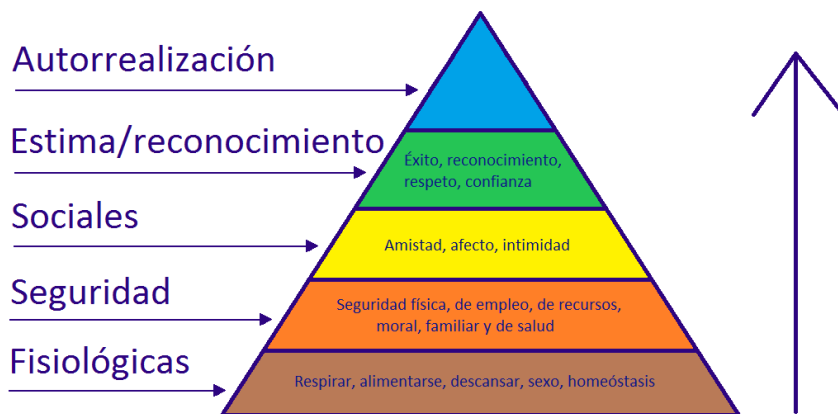 Autorrealización
Estima/reconocimiento
Éxito, reconocimiento,
respeto, confianza
Sociales
Amistad, afecto, intimidad
Seguridad
Seguridad física, de empleo, de recursos,
moral, familiar y de salud
Fisiológicas
Respirar, alimentarse, descansar, sexo, homeóstasis